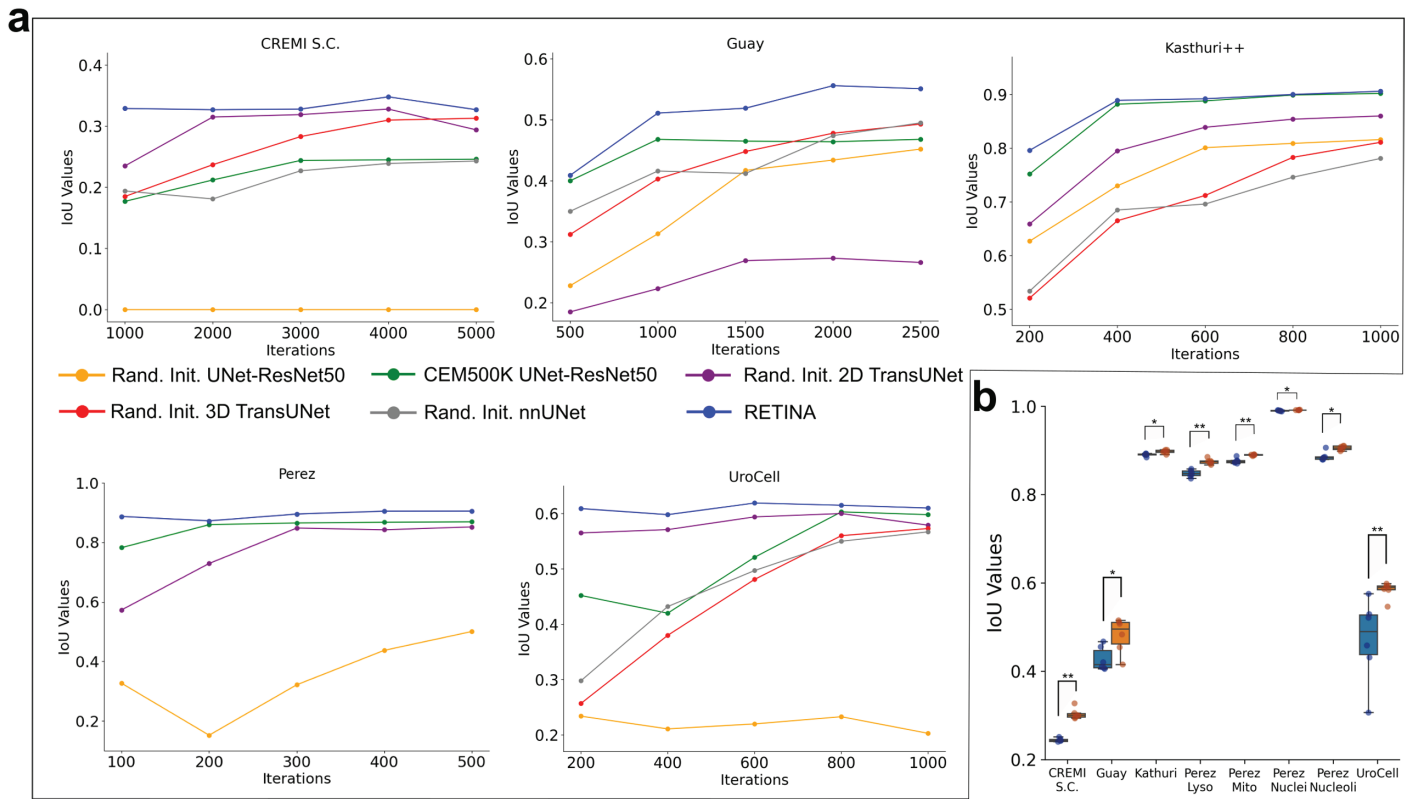 a
CREMI S.C.
IoU Values
0.4
0.3
0.2
0.1
0.0
1000 2000 3000 4000 5000
Iterations
Guay
IoU Values
0.6
0.5
0.4
0.3
0.2
500 1000 1500 2000 2500
Iterations
Kasthuri++
IoU Values
0.9
0.8
0.7
0.6
0.5
200 400 600 800 1000
Iterations
Rand. Init. UNet-ResNet50 CEM500K UNet-ResNet50 Rand. Init. 2D TransUNet
Rand. Init. 3D TransUNet Rand. Init. nnUNet RETINA
Perez
IoU Values
1.0
0.8
0.6
0.4
0.2
100 200 300 400 500
Iterations
UroCell
IoU Values
0.6
0.5
0.4
0.3
0.2
200 400 600 800 1000
Iterations
b
IoU Values
1.0
0.8
0.6
0.4
0.2
** * * ** ** * * **
CREMI Guay Kathuri Perez Perez Perez Perez UroCell
S.C. Lyso Mito Nuclei Nucleoli